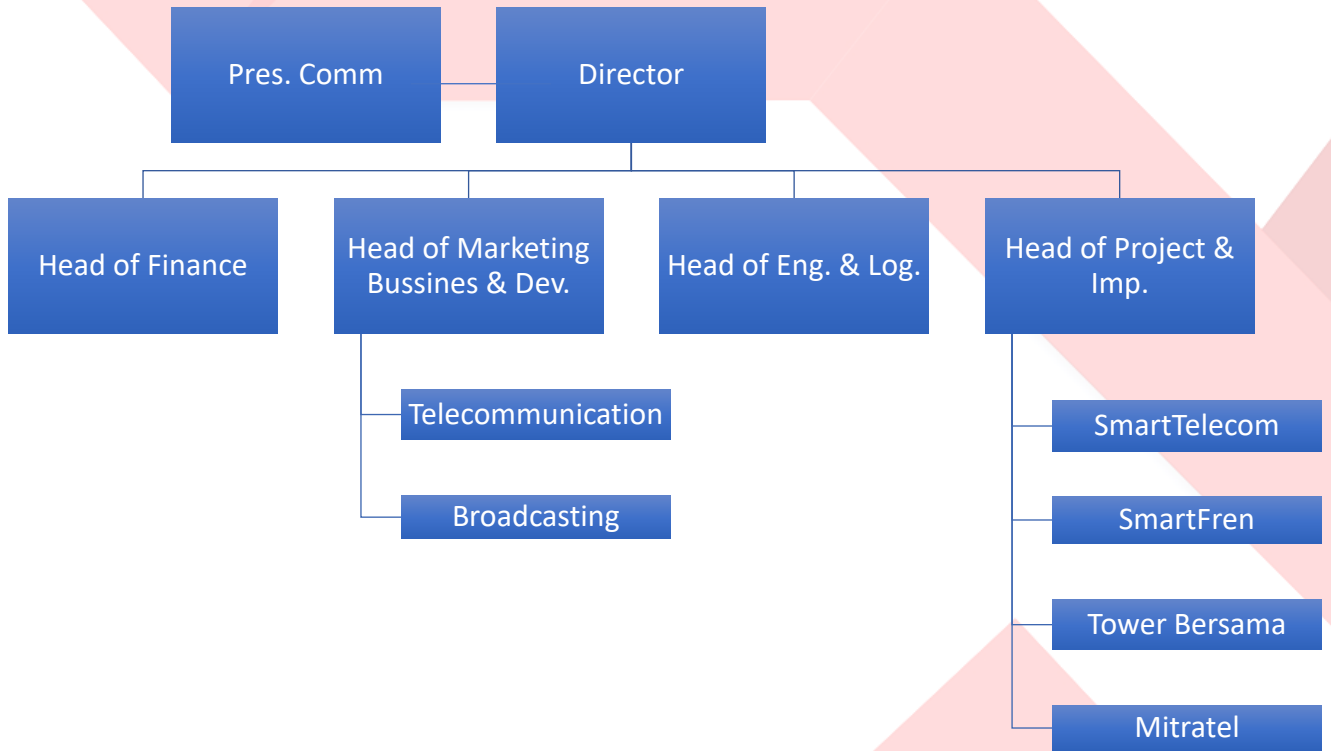 Pres. Comm
Director
Head of Finance
Head of Marketing
Bussines & Dev.
Head of Eng. & Log.
Head of Project &
Imp.
Telecommunication
Broadcasting
SmartTelecom
SmartFren
Tower Bersama
Mitratel